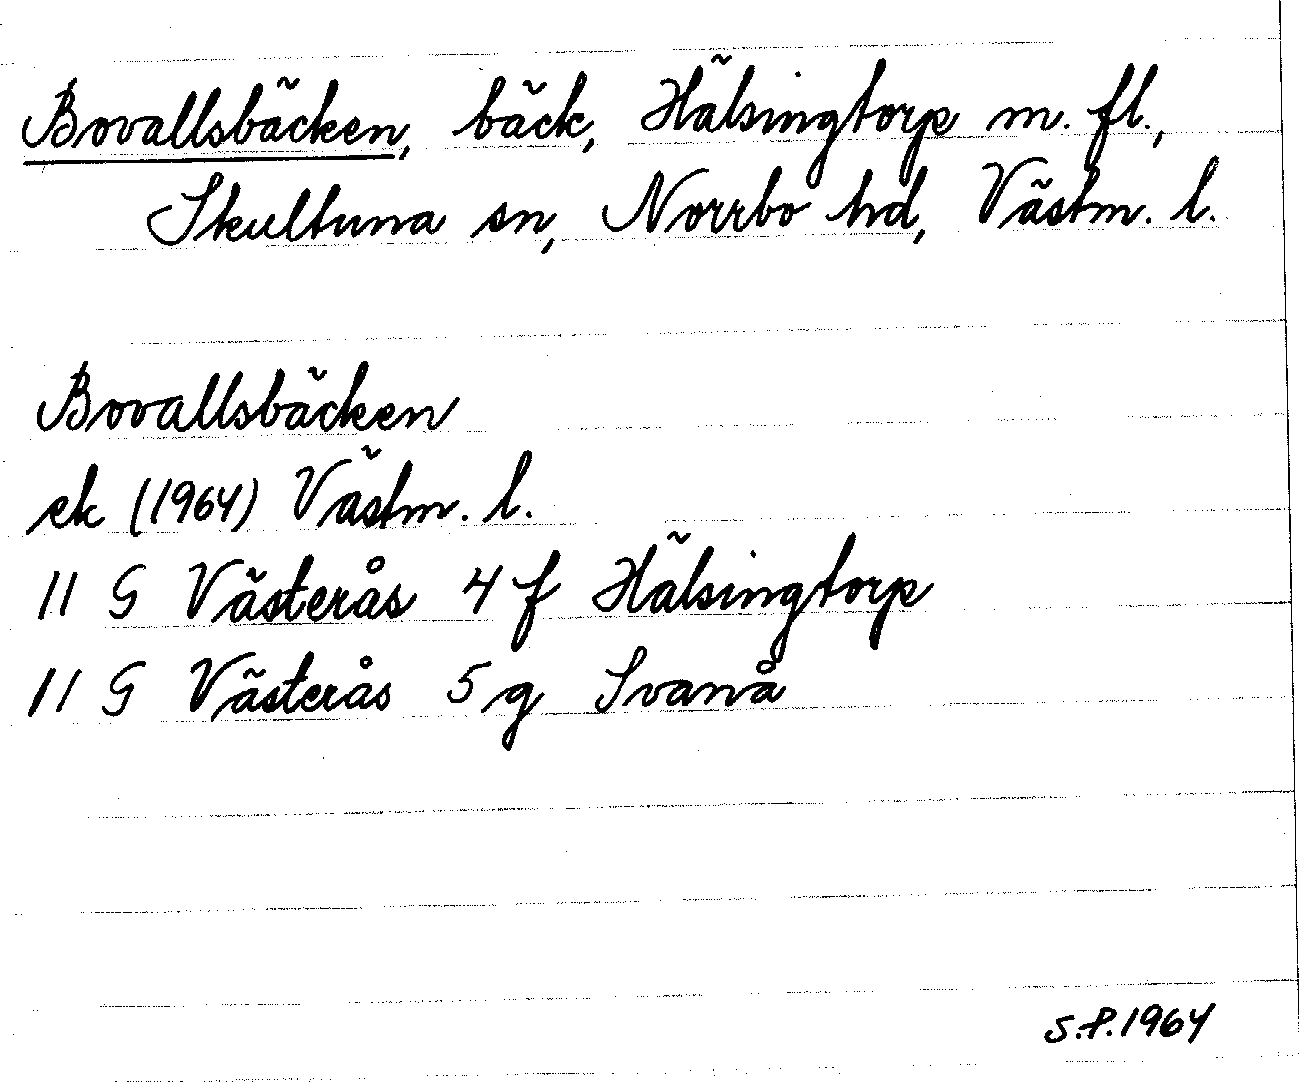 Bovallsbäcken, bäck, Hälsingtorp m. fl.,
Skultuna sn, Norrbo hd, Västm. l.
Bovallsbäcken
ek (1964) Västm. l.
11 G Västerås 4 f Hälsingtorp
11 G Västerås 5 g Svanå
S.P. 1964